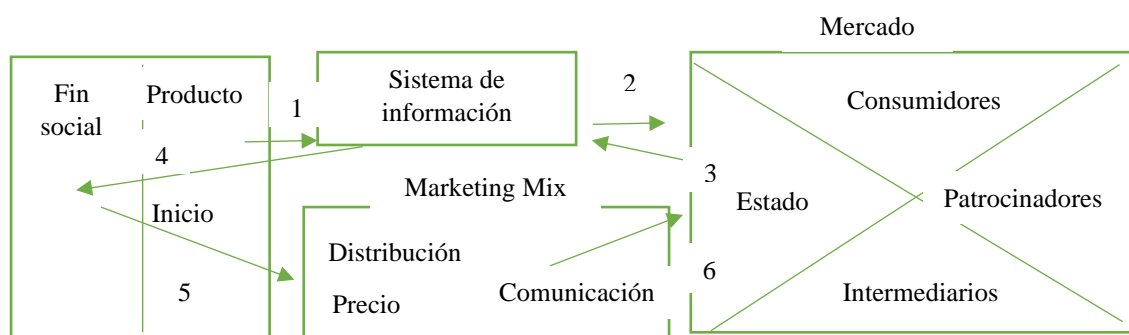 Mercado
Fin
social
Producto
1
Sistema de
información
2
Consumidores
4
3
Marketing Mix
Inicio
Estado
Patrocinadores
Distribución
5
Precio
Comunicación
6
Intermediarios